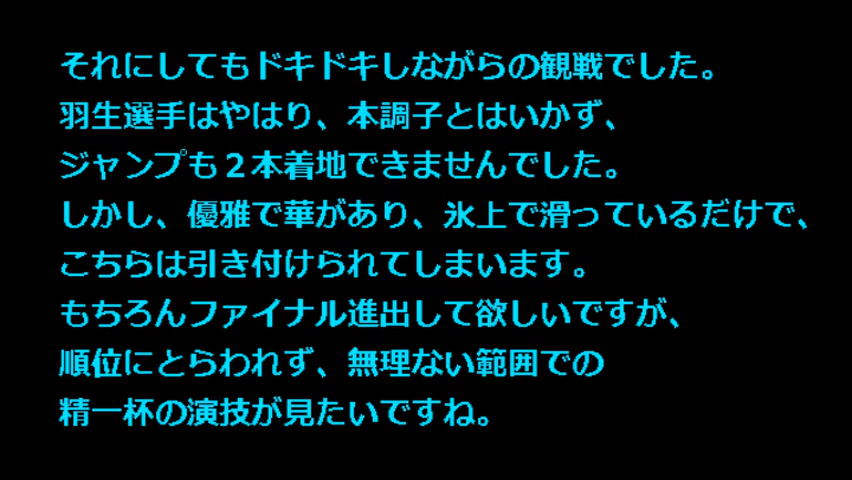 それにしてもドキドキしながらの観戦でした。
羽生選手はやはり、本調子とはいかず、
ジャンプも２本着地できませんでした。
しかし、優雅で華があり、氷上で滑っているだけで、
こちらは引き付けられてしまいます。
もちろんファイナル進出して欲しいですが、
順位にとらわれず、無理ない範囲での
精一杯の演技が見たいですね。